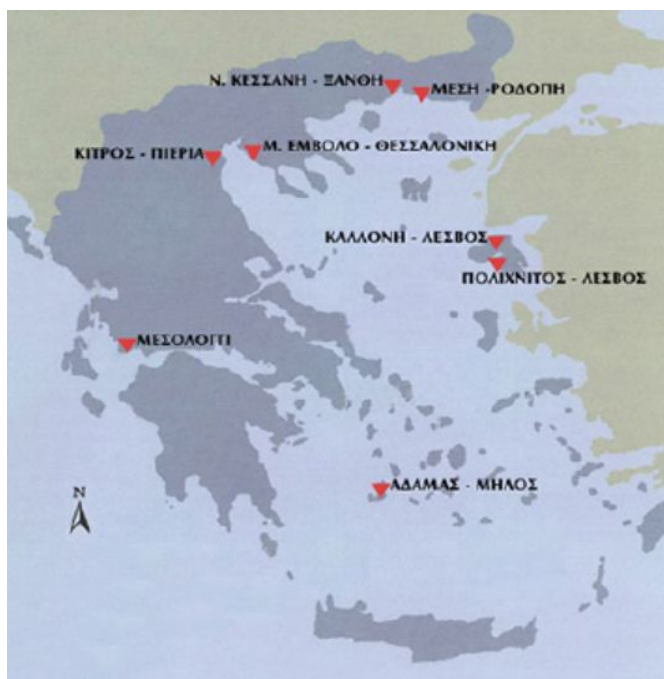 Ν. ΚΕΣΣΑΝΗ - ΞΑΝΘΗ
ΜΕΣΗ -ΡΟΔΟΠΗ
ΚΙΤΡΟΣ - ΠΙΕΡΙΑ
Μ. ΕΜΒΟΛΟ - ΘΕΣΣΑΛΟΝΙΚΗ
ΚΑΛΛΟΝΗ - ΛΕΣΒΟΣ
ΠΟΛΙΧΝΙΤΟΣ - ΛΕΣΒΟΣ
ΜΕΣΟΛΟΓΓΙ
ΑΔΑΜΑΣ - ΜΗΛΟΣ
N